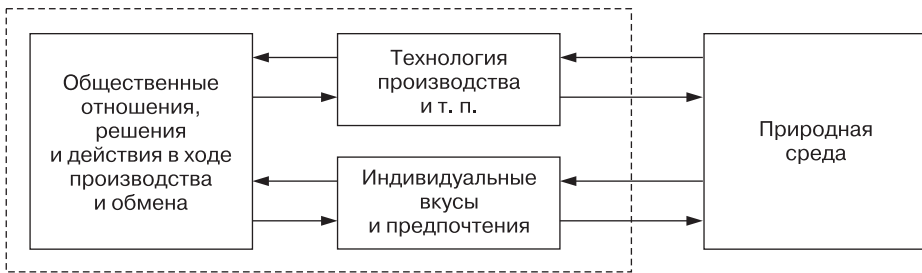 Общественные
отношения,
решения
и действия в ходе
производства
и обмена
Технология
производства
и т. п.
Индивидуальные
вкусы
и предпочтения
Природная
среда